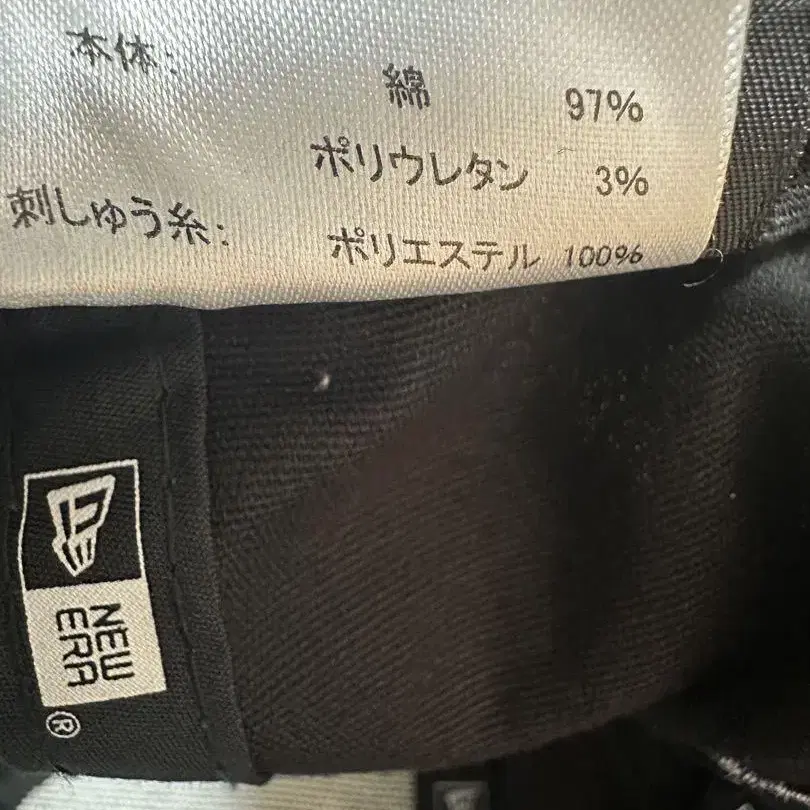 本体:
綿 97%
ポリウレタン 3%
刺しゅう糸:
ポリエステル 100%
NEW
ERA
®